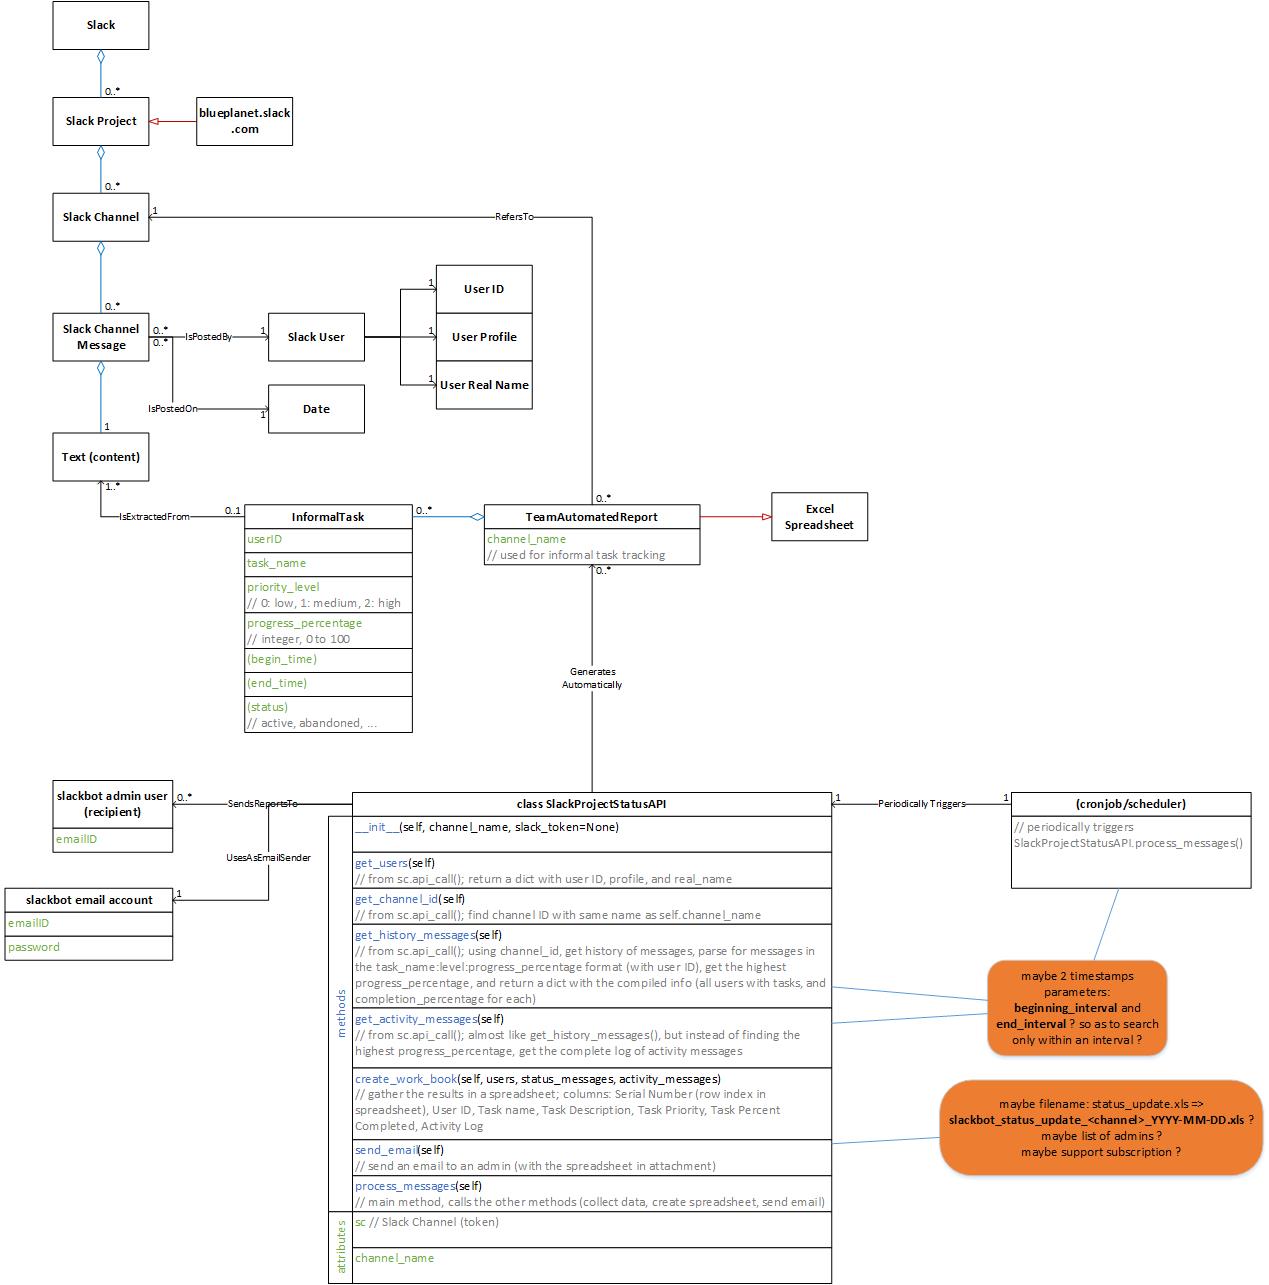 Slack
0..*
Slack Project
blueplanet.slack
.com
0..*
Slack Channel
1
RefersTo
0..*
Slack Channel
Message
0..*
0..*
IsPostedBy
1
Slack User
1
User ID
1
User Profile
1
User Real Name
IsPostedOn
1
Date
1
Text (content)
1..*
IsExtractedFrom
0..1
InformalTask
userID
task_name
priority_level
// 0: low, 1: medium, 2: high
progress_percentage
// integer, 0 to 100
(begin_time)
(end_time)
(status)
// active, abandoned, ...
0..*
0..*
TeamAutomatedReport
channel_name
// used for informal task tracking
0..*
Excel
Spreadsheet
Generates
Automatically
slackbot admin user
(recipient)
emailID
0..*
SendsReportsTo
UsesAsEmailSender
slackbot email account
emailID
password
1
class SlackProjectStatusAPI
methods
__init__(self, channel_name, slack_token=None)
get_users(self)
// from sc.api_call(); return a dict with user ID, profile, and real_name
get_channel_id(self)
// from sc.api_call(); find channel ID with same name as self.channel_name
get_history_messages(self)
// from sc.api_call(); using channel_id, get history of messages, parse for messages in
the task_name:level:progress_percentage format (with user ID), get the highest
progress_percentage, and return a dict with the compiled info (all users with tasks, and
completion_percentage for each)
get_activity_messages(self)
// from sc.api_call(); almost like get_history_messages(), but instead of finding the
highest progress_percentage, get the complete log of activity messages
create_work_book(self, users, status_messages, activity_messages)
// gather the results in a spreadsheet; columns: Serial Number (row index in
spreadsheet), User ID, Task name, Task Description, Task Priority, Task Percent
Completed, Activity Log
send_email(self)
// send an email to an admin (with the spreadsheet in attachment)
process_messages(self)
// main method, calls the other methods (collect data, create spreadsheet, send email)
attributes
sc // Slack Channel (token)
channel_name
1
Periodically Triggers
1
(cronjob/scheduler)
// periodically triggers
SlackProjectStatusAPI.process_messages()
maybe 2 timestamps
parameters:
beginning_interval and
end_interval ? so as to search
only within an interval ?
maybe filename: status_update.xls =>
slackbot_status_update_<channel>_YYYY-MM-DD.xls ?
maybe list of admins ?
maybe support subscription ?